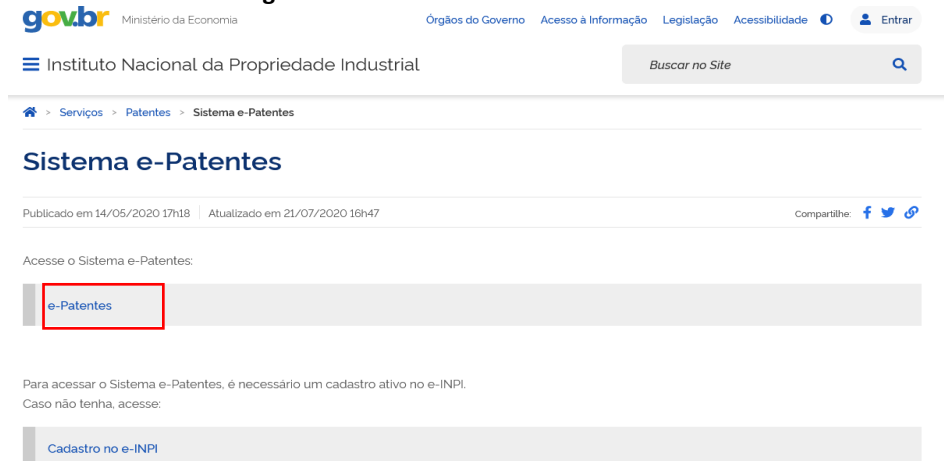 gov.br Ministério da Economia Órgãos do Governo Acesso à Informação Legislação Acessibilidade Entrar
Instituto Nacional da Propriedade Industrial Buscar no Site
> Serviços > Patentes > Sistema e-Patentes
Sistema e-Patentes
Publicado em 14/05/2020 17h18 Atualizado em 21/07/2020 16h47 Compartilhe:
Acesse o Sistema e-Patentes:
e-Patentes
Para acessar o Sistema e-Patentes, é necessário um cadastro ativo no e-INPI.
Caso não tenha, acesse:
Cadastro no e-INPI